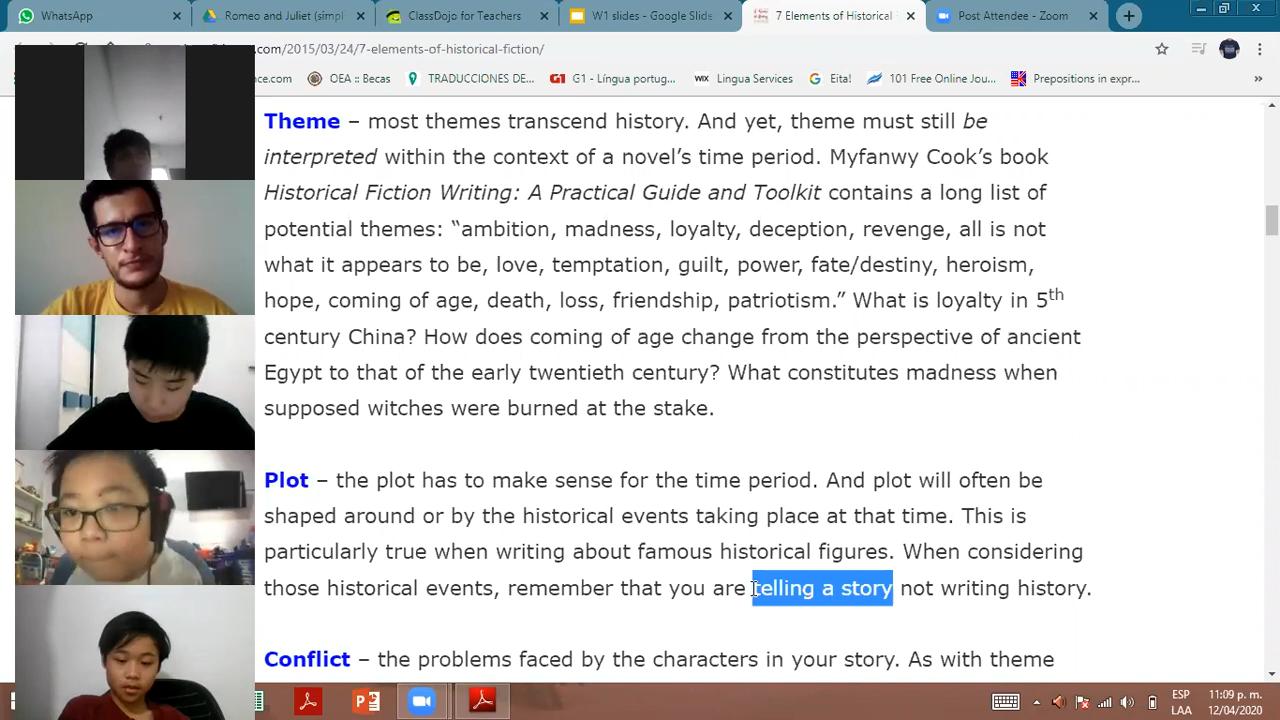 WhatsApp
Romeo and Juliet (simpl
ClassDojo for Teachers
W1 slides - Google Slide
7 Elements of Historical
Post Attendee - Zoom
com/2015/03/24/7-elements-of-historical-fiction/
nce.com
OEA :: Becas
TRADUCCIONES DE...
G1 - Língua portug...
Lingua Services
Eita!
101 Free Online Jou...
Prepositions in expr...
Theme – most themes transcend history. And yet, theme must still be
interpreted within the context of a novel’s time period. Myfanwy Cook’s book
Historical Fiction Writing: A Practical Guide and Toolkit contains a long list of
potential themes: “ambition, madness, loyalty, deception, revenge, all is not
what it appears to be, love, temptation, guilt, power, fate/destiny, heroism,
hope, coming of age, death, loss, friendship, patriotism.” What is loyalty in 5th
century China? How does coming of age change from the perspective of ancient
Egypt to that of the early twentieth century? What constitutes madness when
supposed witches were burned at the stake.
Plot – the plot has to make sense for the time period. And plot will often be
shaped around or by the historical events taking place at that time. This is
particularly true when writing about famous historical figures. When considering
those historical events, remember that you are telling a story not writing history.
Conflict – the problems faced by the characters in your story. As with theme
ESP
LAA
11:09 p. m.
12/04/2020